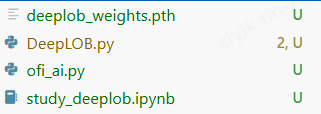 deeplob_weights.pth U
DeepLOB.py 2, U
ofi_ai.py U
study_deeplob.ipynb U